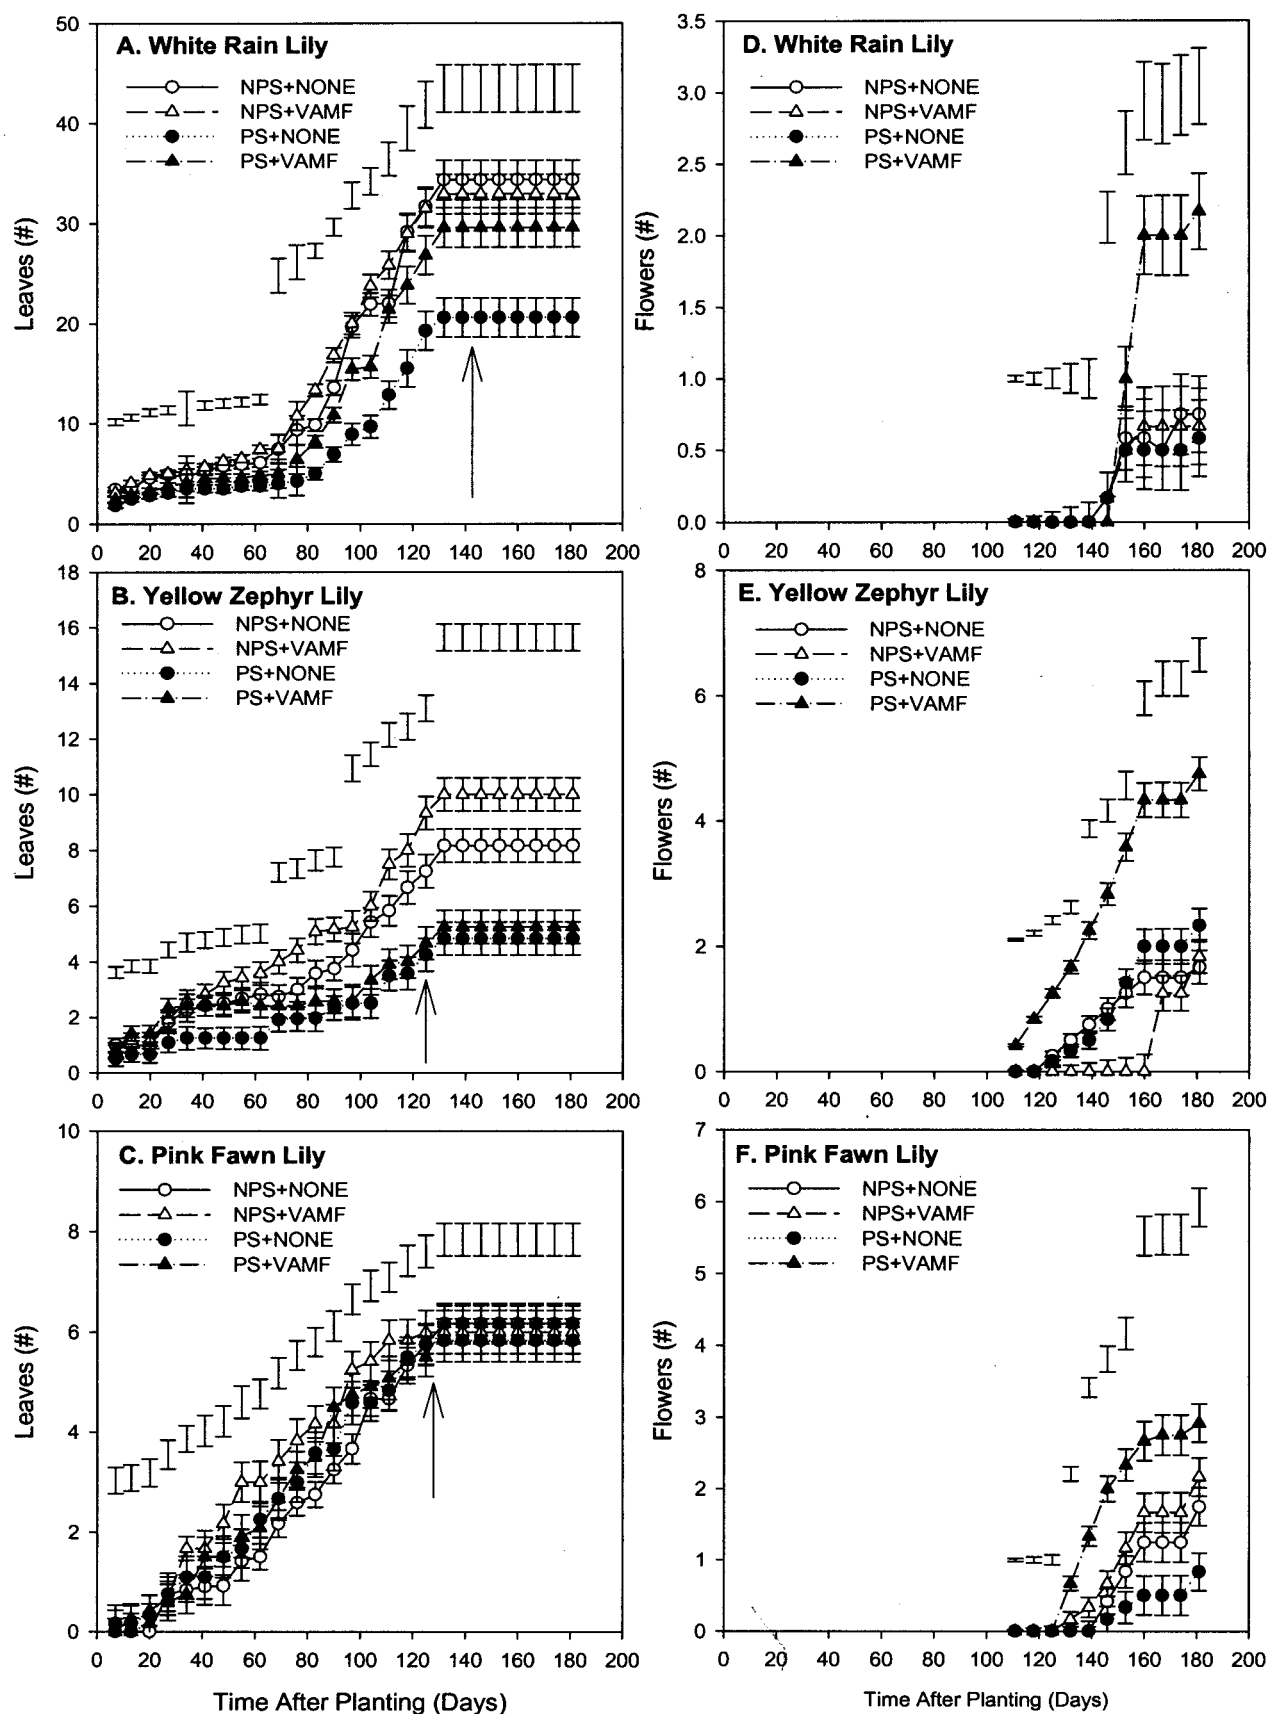 A. White Rain Lily
NPS+NONE
NPS+VAMF
PS+NONE
PS+VAMF
Leaves (#)
50
40
30
20
10
0
0 20 40 60 80 100 120 140 160 180 200
D. White Rain Lily
NPS+NONE
NPS+VAMF
PS+NONE
PS+VAMF
Flowers (#)
3.5
3.0
2.5
2.0
1.5
1.0
0.5
0.0
0 20 40 60 80 100 120 140 160 180 200
B. Yellow Zephyr Lily
NPS+NONE
NPS+VAMF
PS+NONE
PS+VAMF
Leaves (#)
18
16
14
12
10
8
6
4
2
0
0 20 40 60 80 100 120 140 160 180 200
E. Yellow Zephyr Lily
NPS+NONE
NPS+VAMF
PS+NONE
PS+VAMF
Flowers (#)
8
6
4
2
0
0 20 40 60 80 100 120 140 160 180 200
C. Pink Fawn Lily
NPS+NONE
NPS+VAMF
PS+NONE
PS+VAMF
Leaves (#)
10
8
6
4
2
0
0 20 40 60 80 100 120 140 160 180 200
Time After Planting (Days)
F. Pink Fawn Lily
NPS+NONE
NPS+VAMF
PS+NONE
PS+VAMF
Flowers (#)
7
6
5
4
3
2
1
0
0 20 40 60 80 100 120 140 160 180 200
Time After Planting (Days)